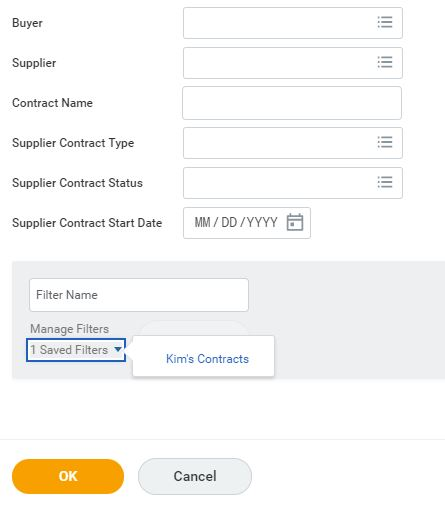 Buyer
Supplier
Contract Name
Supplier Contract Type
Supplier Contract Status
Supplier Contract Start Date MM / DD / YYYY
Filter Name
Manage Filters
1 Saved Filters
Kim's Contracts
OK Cancel